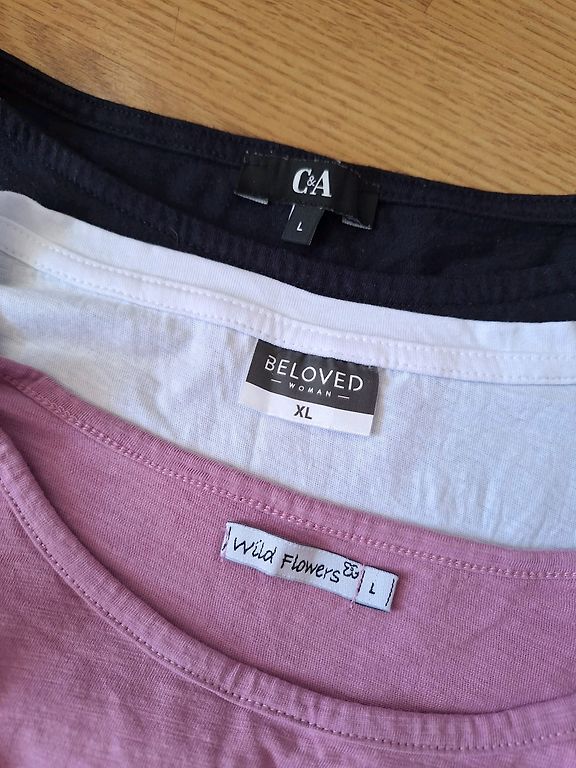 C&A
L
BELOVED
— WOMAN —
XL
Wild Flowers
L